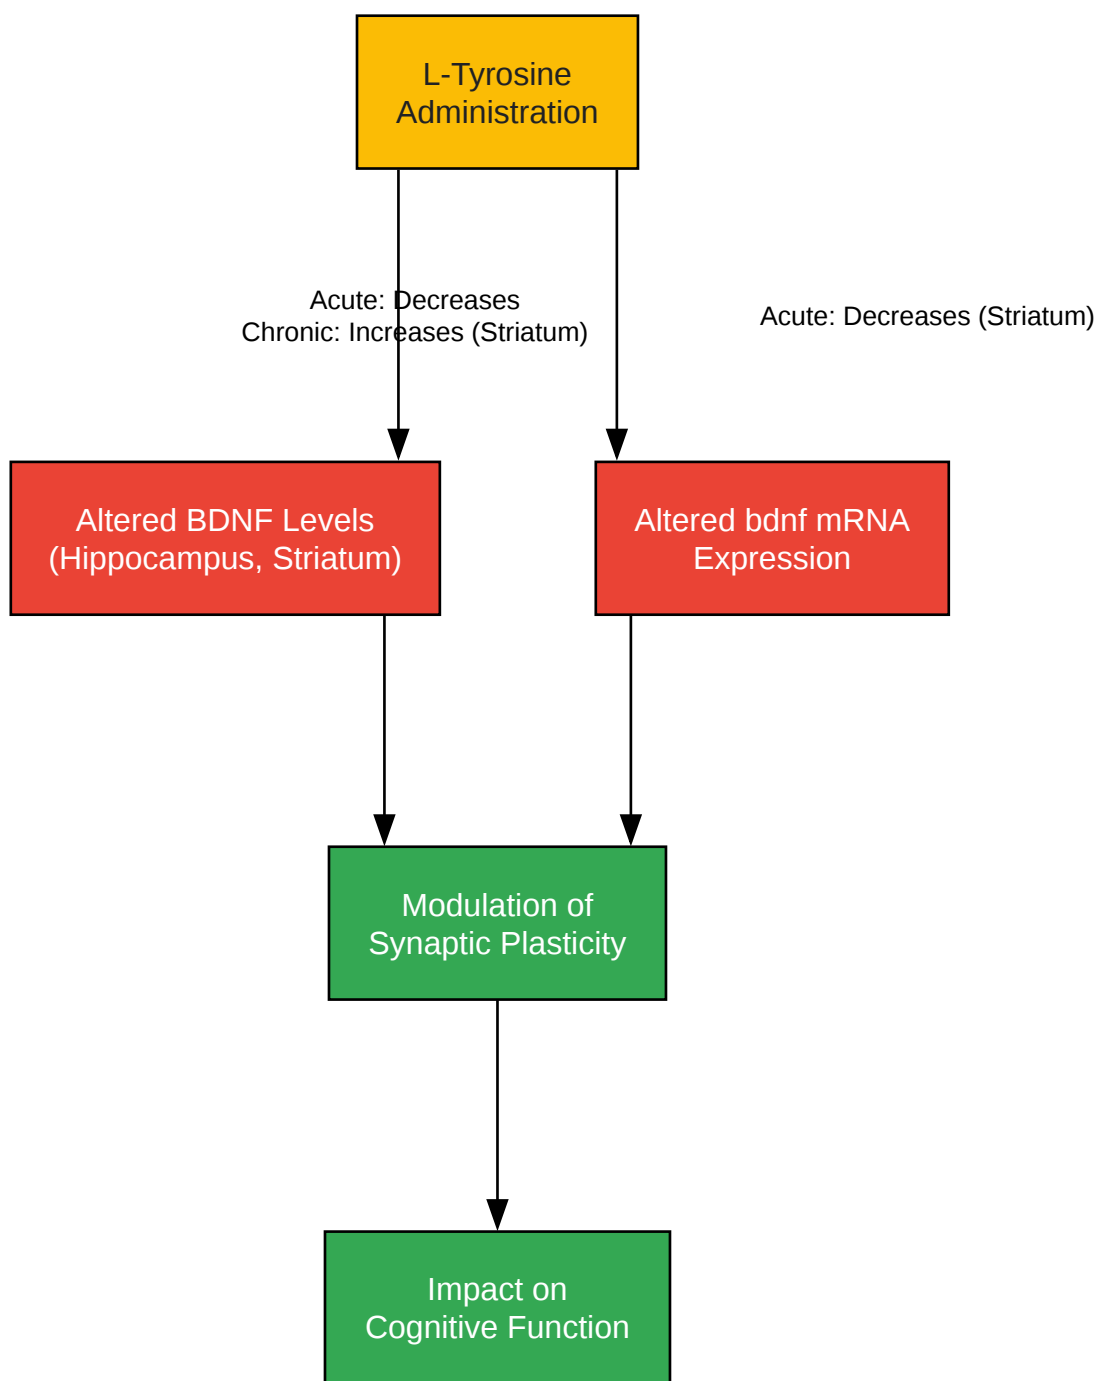 L-Tyrosine
Administration
Acute: Decreases
Chronic: Increases (Striatum)
Acute: Decreases (Striatum)
Altered BDNF Levels
(Hippocampus, Striatum)
Altered bdnf mRNA
Expression
Modulation of
Synaptic Plasticity
Impact on
Cognitive Function